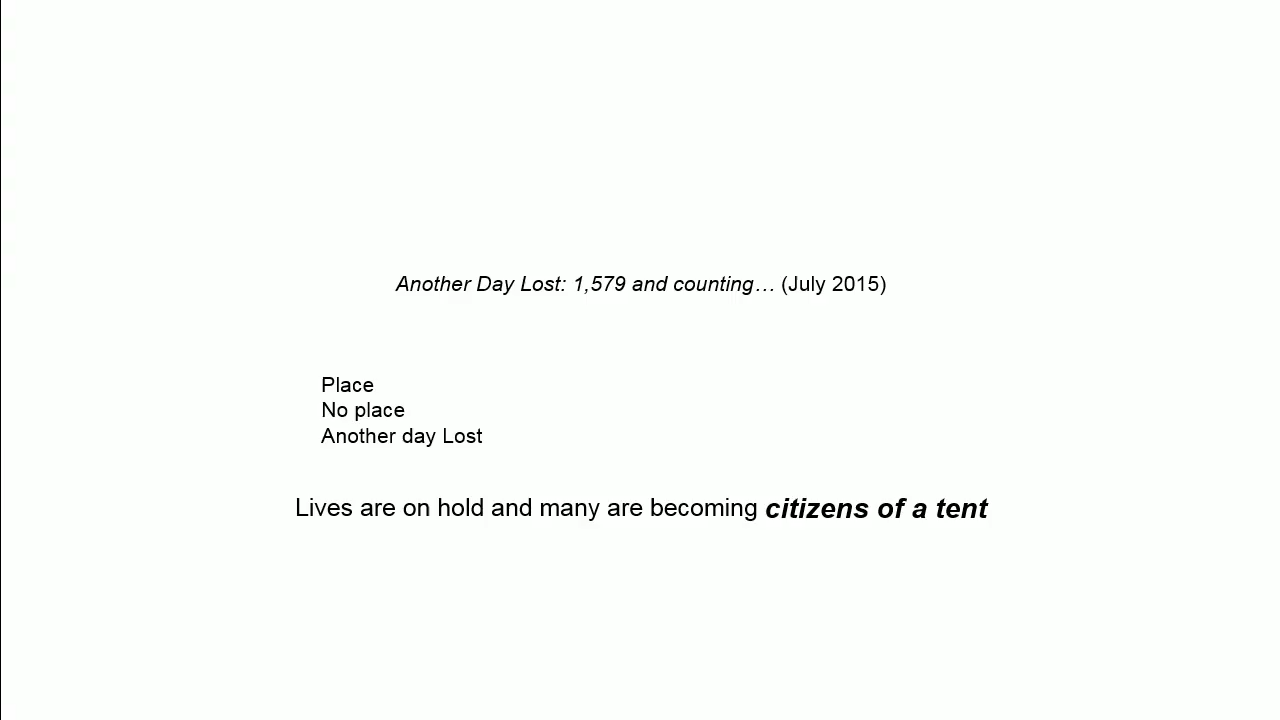 Another Day Lost: 1,579 and counting… (July 2015)
Place
No place
Another day Lost
Lives are on hold and many are becoming citizens of a tent